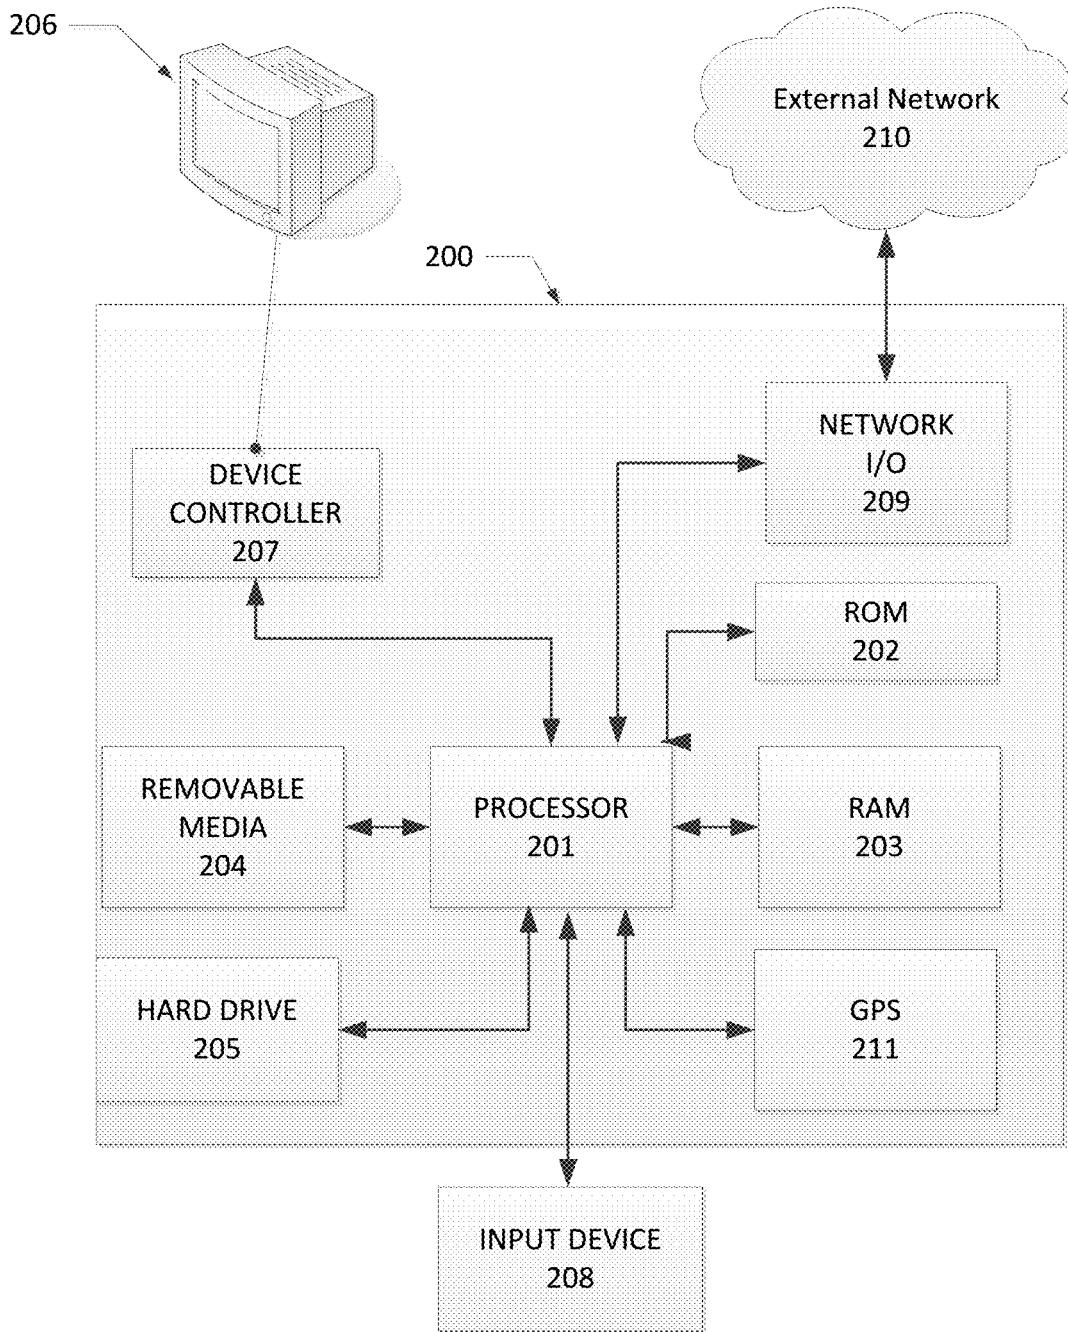 206
External Network
210
200
NETWORK
I/O
209
DEVICE
CONTROLLER
207
ROM
202
REMOVABLE
MEDIA
204
PROCESSOR
201
RAM
203
HARD DRIVE
205
GPS
211
INPUT DEVICE
208